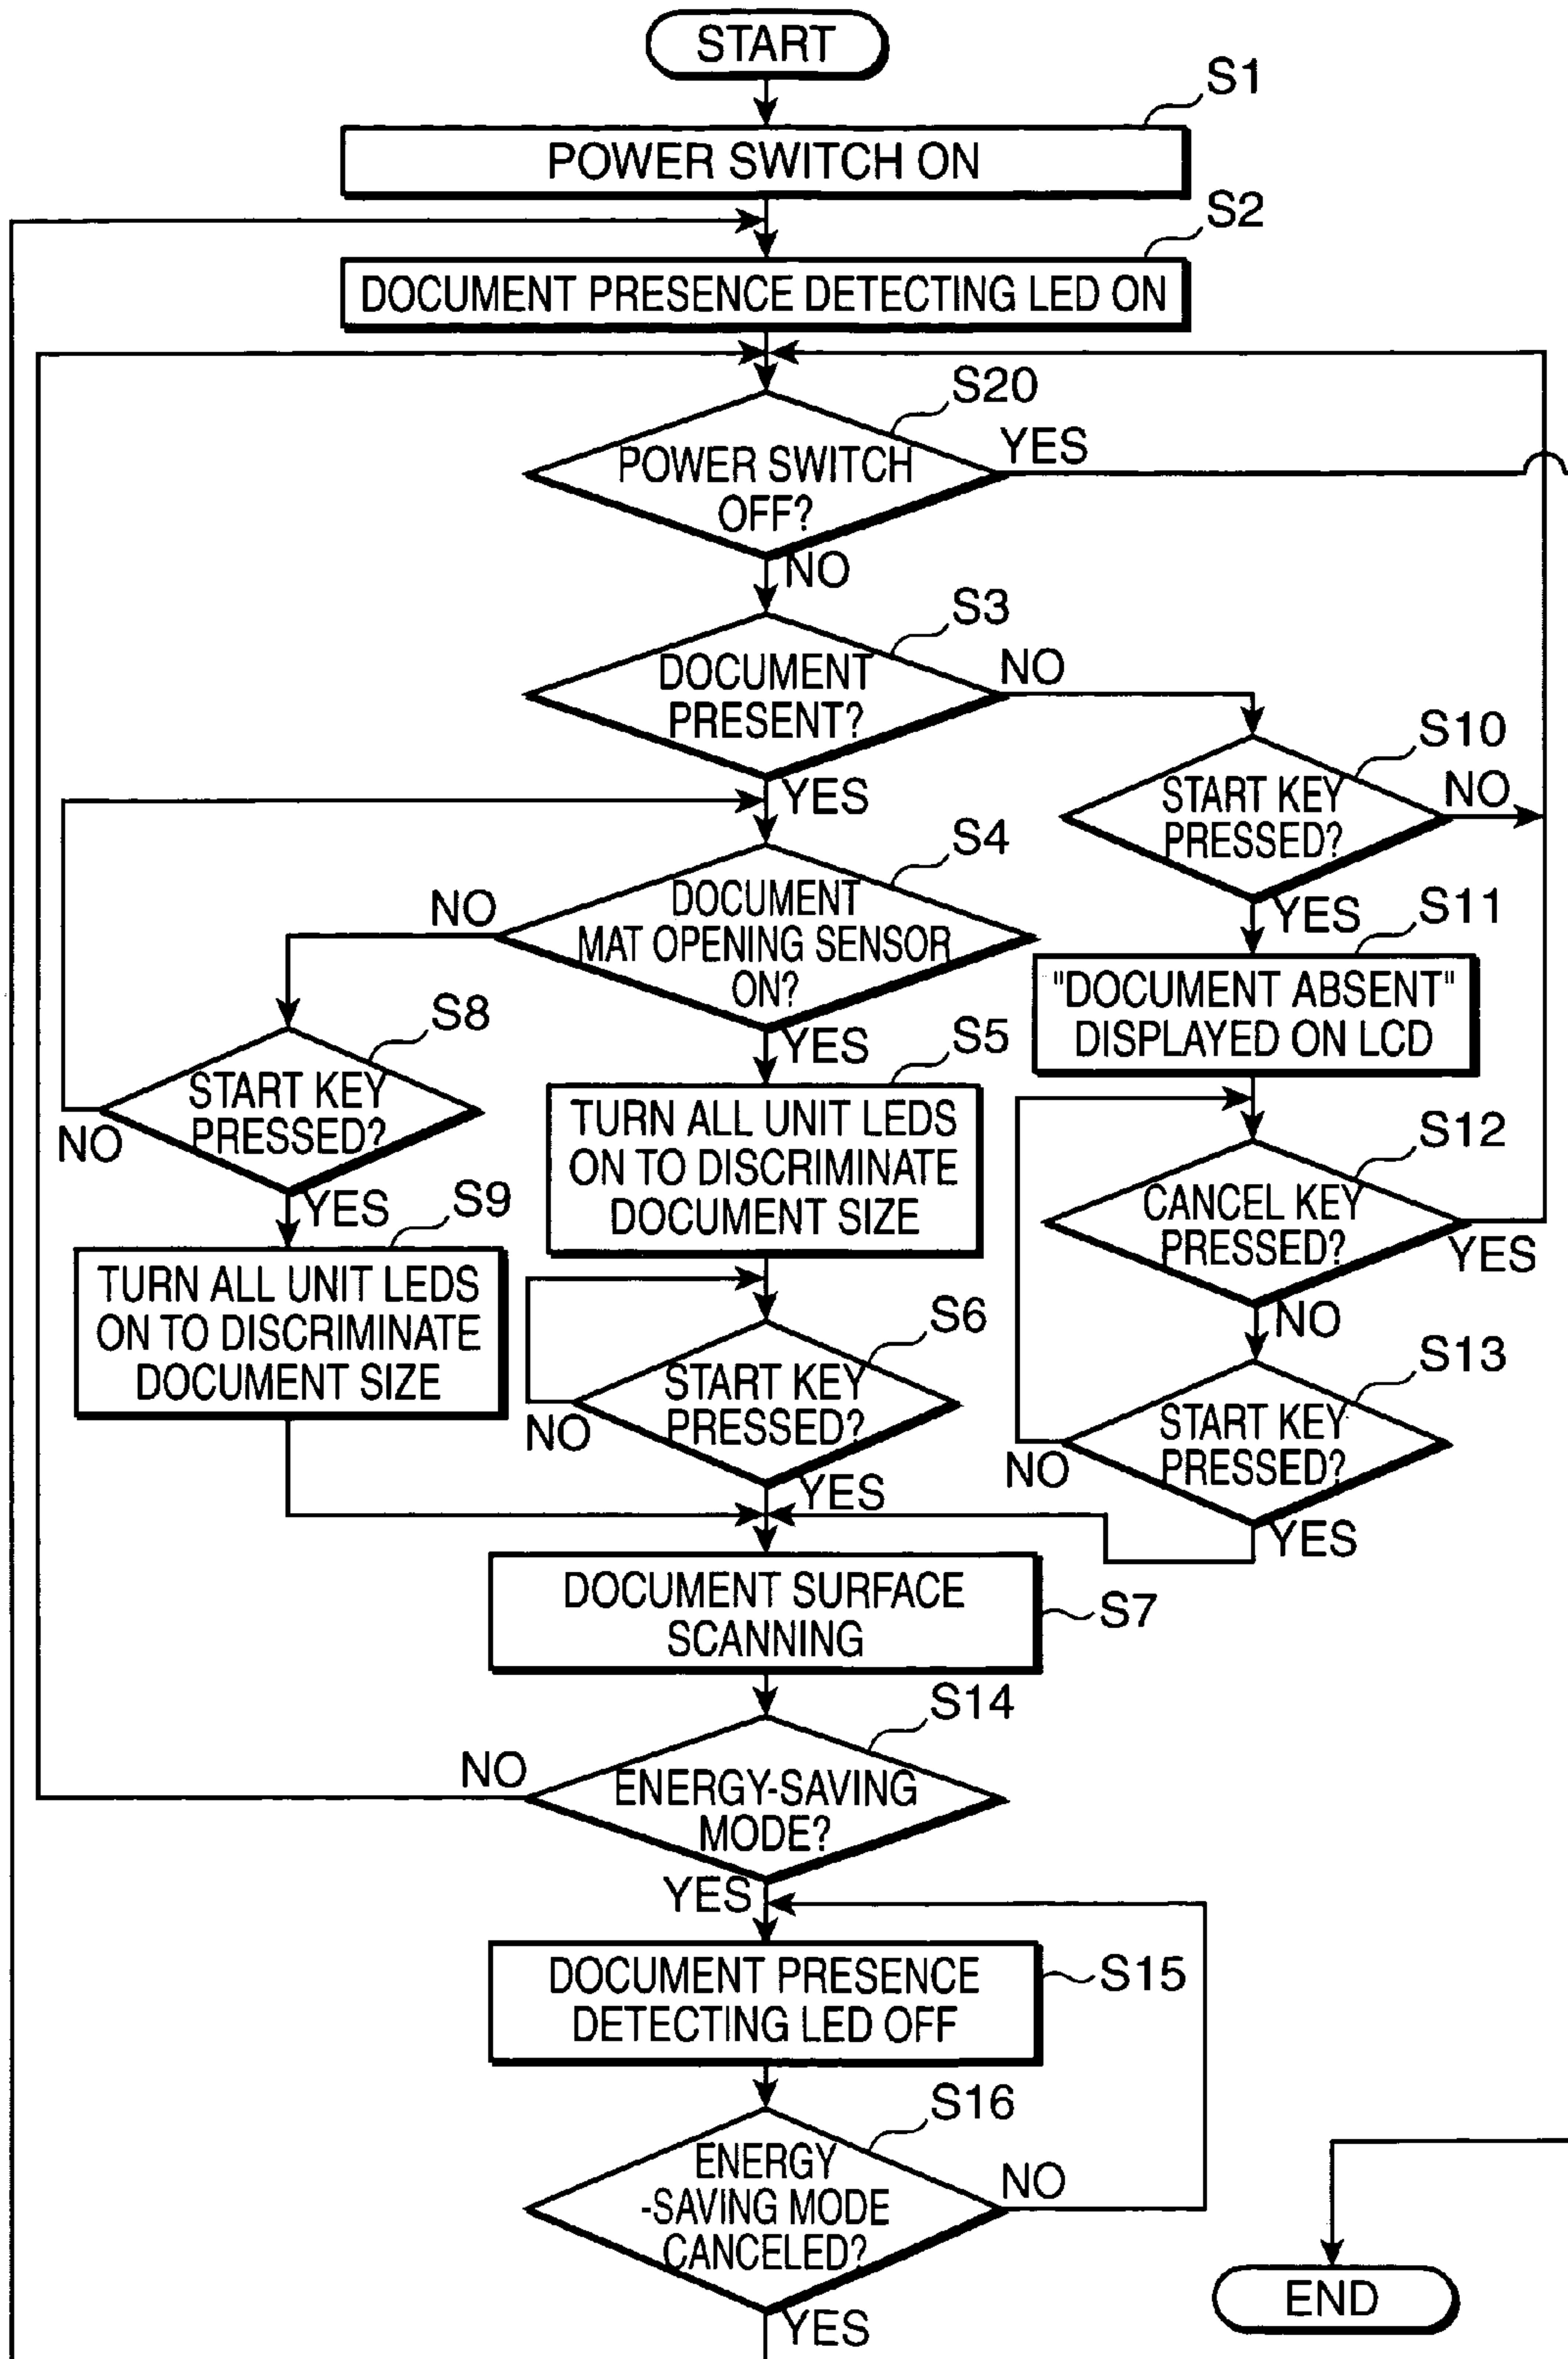 START
S1
POWER SWITCH ON
S2
DOCUMENT PRESENCE DETECTING LED ON
S20
POWER SWITCH
OFF?
YES
NO
S3
DOCUMENT
PRESENT?
NO
YES
S10
START KEY
PRESSED?
NO
YES
S4
DOCUMENT
MAT OPENING SENSOR
ON?
NO
YES
S11
"DOCUMENT ABSENT"
DISPLAYED ON LCD
S8
START KEY
PRESSED?
NO
YES
S5
TURN ALL UNIT LEDS
ON TO DISCRIMINATE
DOCUMENT SIZE
S12
CANCEL KEY
PRESSED?
YES
NO
S9
TURN ALL UNIT LEDS
ON TO DISCRIMINATE
DOCUMENT SIZE
S6
START KEY
PRESSED?
NO
YES
S13
START KEY
PRESSED?
NO
YES
DOCUMENT SURFACE
SCANNING
S7
S14
ENERGY-SAVING
MODE?
NO
YES
DOCUMENT PRESENCE
DETECTING LED OFF
S15
S16
ENERGY
-SAVING MODE
CANCELED?
NO
YES
END